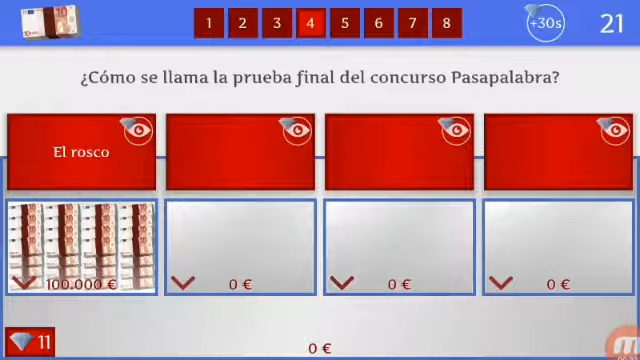 1 2 3 4 5 6 7 8
+30s
21
¿Cómo se llama la prueba final del concurso Pasapalabra?
El rosco
100.000 €
0 €
0 €
0 €
11
0 €